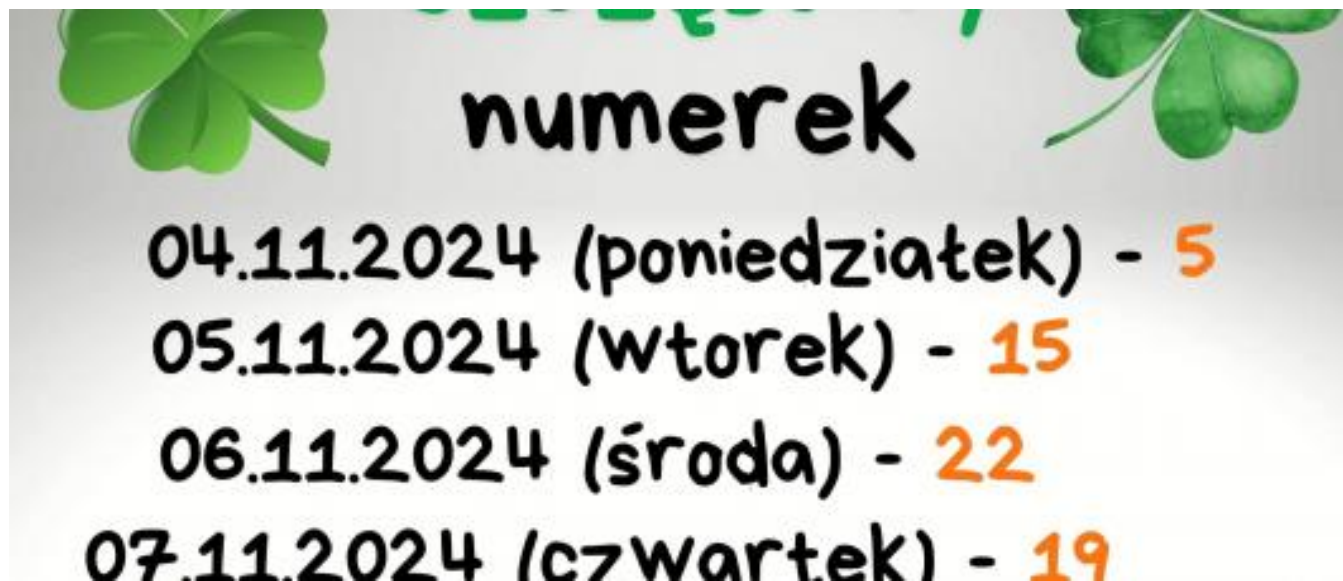 numerek
04.11.2024 (poniedziałek) - 5
05.11.2024 (wtorek) - 15
06.11.2024 (środa) - 22
07.11.2024 (czwartek) - 19